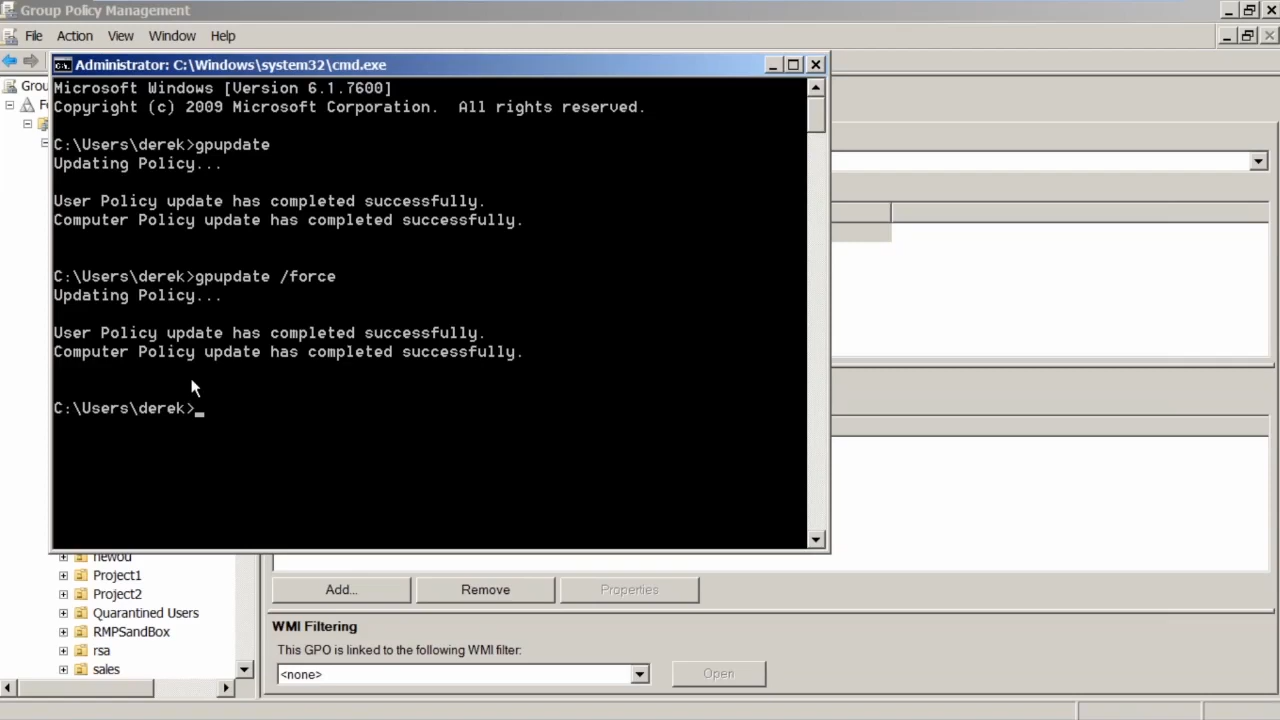 Group Policy Management
File Action View Window Help
Administrator: C:\Windows\system32\cmd.exe
Microsoft Windows [Version 6.1.7600]
Copyright (c) 2009 Microsoft Corporation. All rights reserved.
C:\Users\derek>gpupdate
Updating Policy...
User Policy update has completed successfully.
Computer Policy update has completed successfully.
C:\Users\derek>gpupdate /force
Updating Policy...
User Policy update has completed successfully.
Computer Policy update has completed successfully.
C:\Users\derek>_
newou
Project1
Project2
Quarantined Users
RMPSandBox
rsa
sales
Add... Remove Properties
WMI Filtering
This GPO is linked to the following WMI filter:
<none> Open